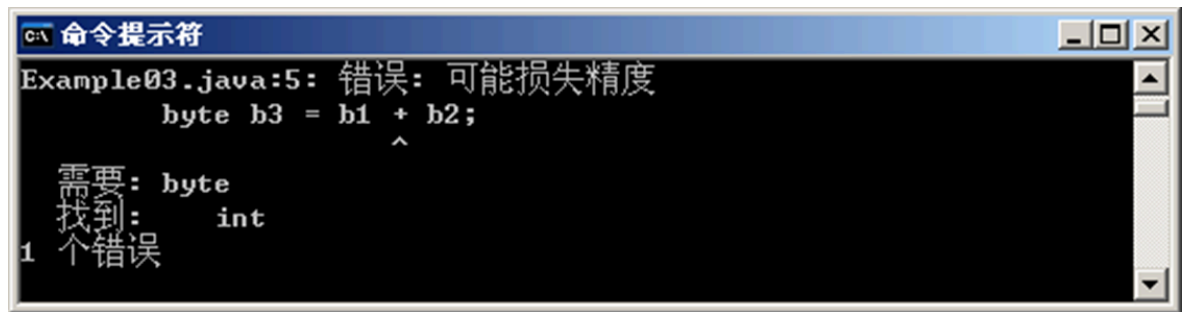 命令提示符
Example03.java:5: 错误: 可能损失精度
byte b3 = b1 + b2;
^
需要: byte
找到: int
1 个错误